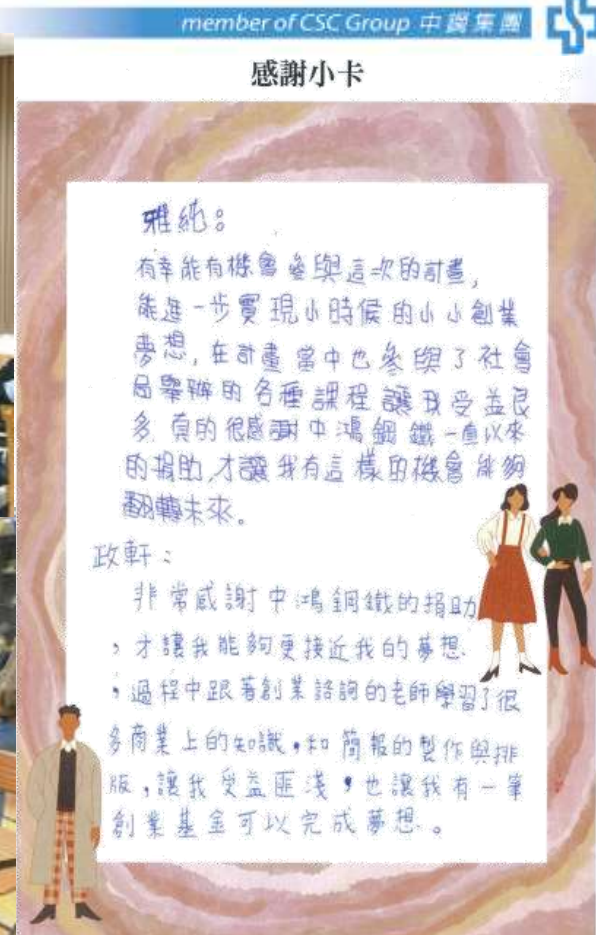 member of CSC Group 中鋼集團
感謝小卡
雅純：
有幸能有機會參與這次的計畫，
能進一步實現小時候的小小創業
夢想，在計畫當中也參與了社會
局舉辦的各種課程讓我受益良
多，真的很感謝中鴻鋼鐵一直以來
的捐助，才讓我有這樣的機會能夠
翻轉未來。
政軒：
非常感謝中鴻鋼鐵的捐助
，才讓我能夠更接近我的夢想。
，過程中跟著創業諮詢的老師學習了很
多商業上的知識，和簡報的製作與排
版，讓我受益匪淺，也讓我有一筆
創業基金可以完成夢想。